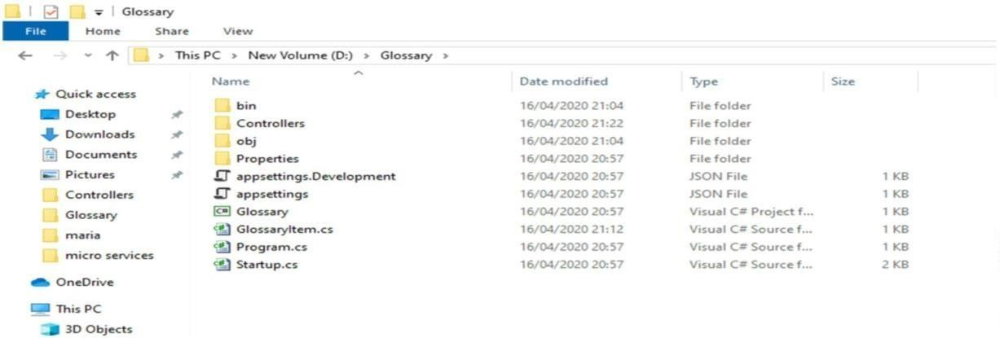 Glossary
File Home Share View
This PC > New Volume (D:) > Glossary >
Name Date modified Type Size
Quick access
Desktop
Downloads
Documents
Pictures
Controllers
Glossary
maria
micro services
OneDrive
This PC
3D Objects
bin 16/04/2020 21:04 File folder
Controllers 16/04/2020 21:22 File folder
obj 16/04/2020 21:04 File folder
Properties 16/04/2020 20:57 File folder
appsettings.Development 16/04/2020 20:57 JSON File 1 KB
appsettings 16/04/2020 20:57 JSON File 1 KB
C# Glossary 16/04/2020 20:57 Visual C# Project f... 1 KB
GlossaryItem.cs 16/04/2020 21:12 Visual C# Source f... 1 KB
Program.cs 16/04/2020 20:57 Visual C# Source f... 1 KB
Startup.cs 16/04/2020 20:57 Visual C# Source f... 2 KB